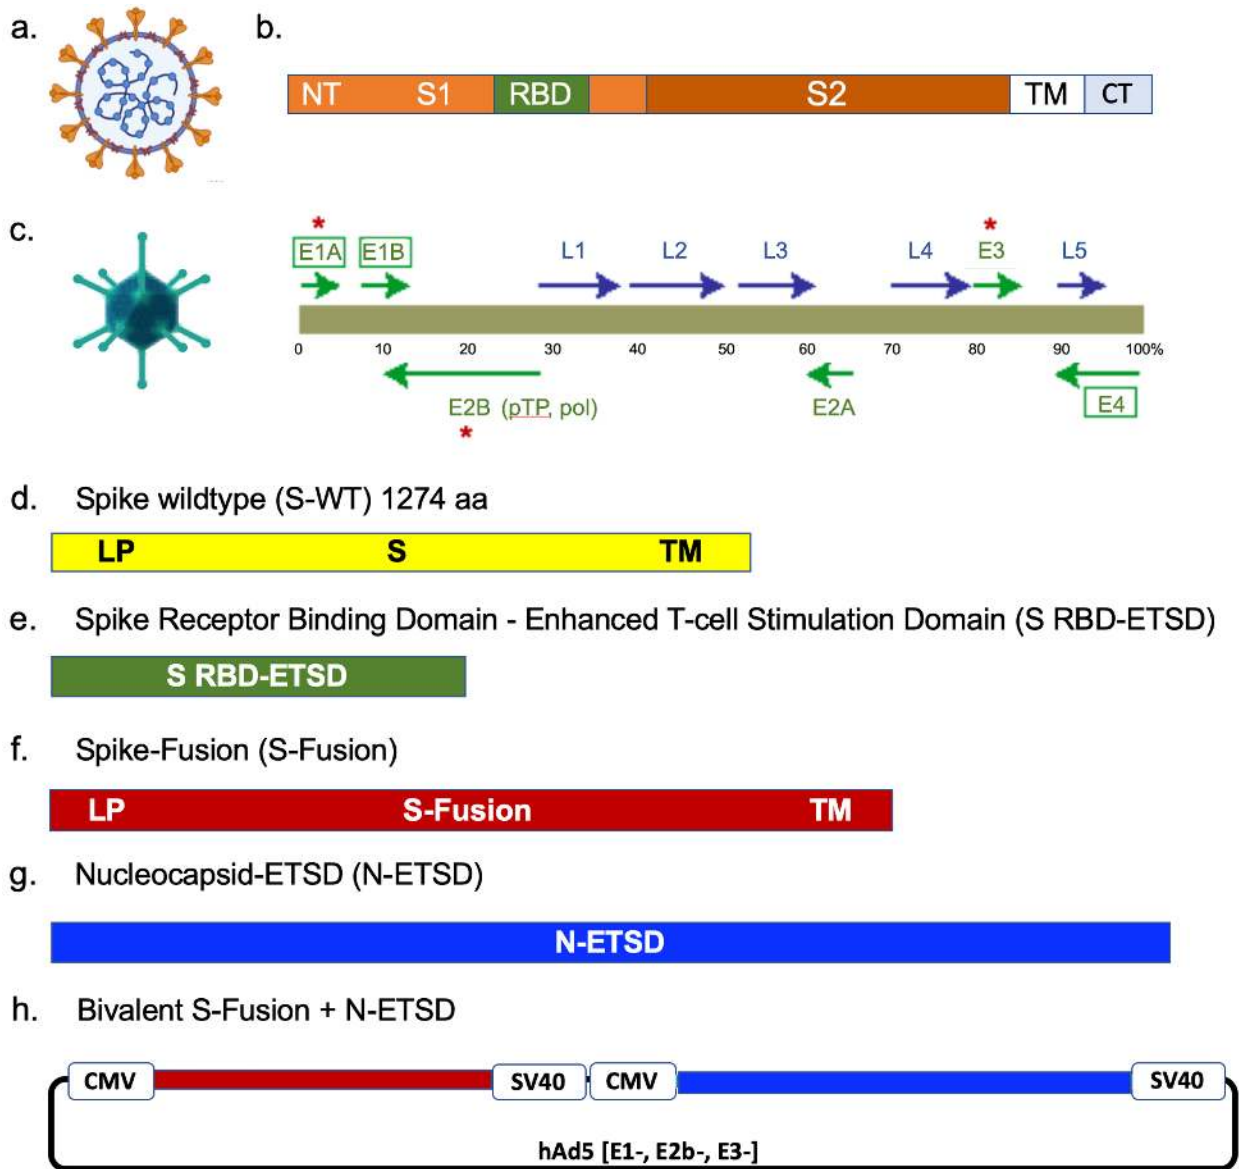 a.
b.
NT S1 RBD S2 TM CT
c.
* *
E1A E1B L1 L2 L3 L4 E3 L5
0 10 20 30 40 50 60 70 80 90 100%
E2B (pTP, pol) E2A E4
*
d. Spike wildtype (S-WT) 1274 aa
LP S TM
e. Spike Receptor Binding Domain - Enhanced T-cell Stimulation Domain (S RBD-ETSD)
S RBD-ETSD
f. Spike-Fusion (S-Fusion)
LP S-Fusion TM
g. Nucleocapsid-ETSD (N-ETSD)
N-ETSD
h. Bivalent S-Fusion + N-ETSD
CMV SV40 CMV SV40
hAd5 [E1-, E2b-, E3-]